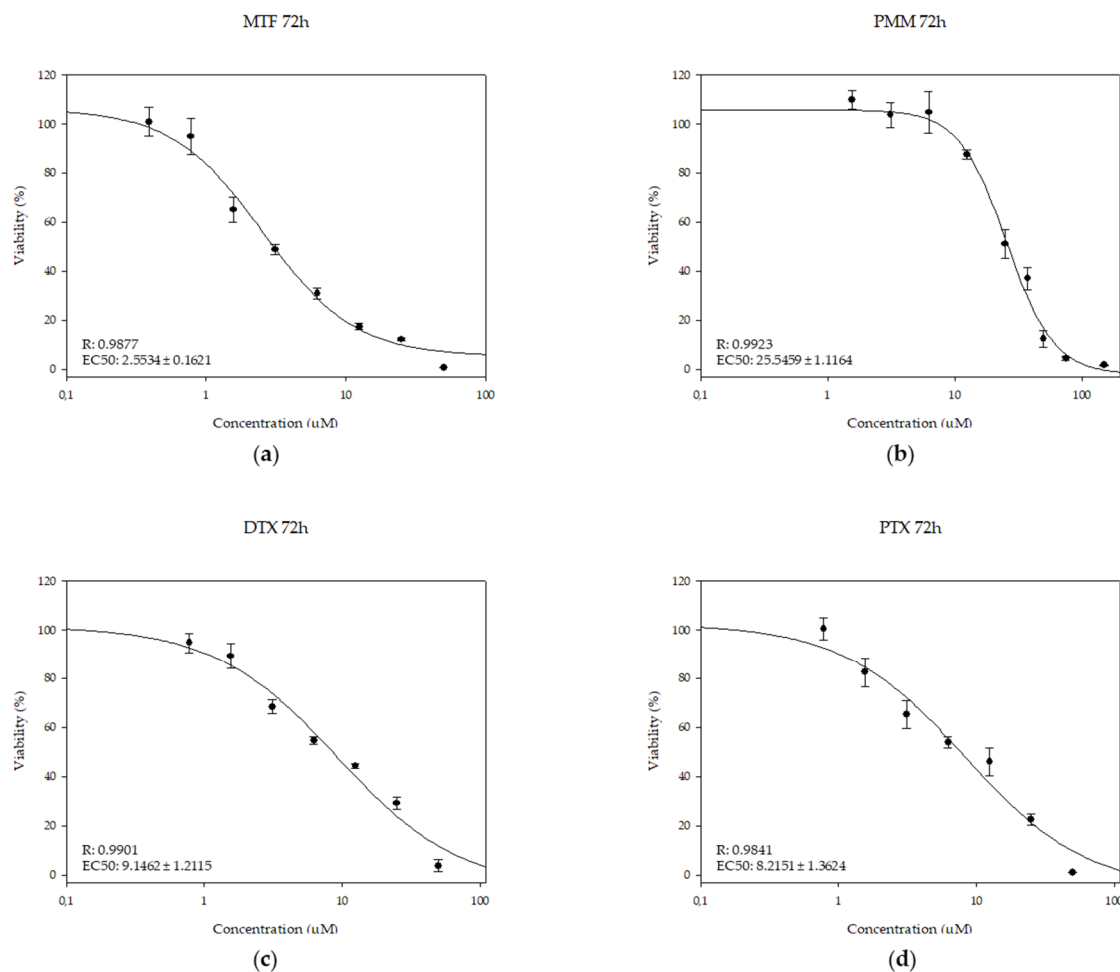 MTF 72h
120
100
80
60
40
20
0
Viability (%)
R: 0.9877
EC50: 2.5534 ± 0.1621
0,1 1 10 100
Concentration (uM)
(a)
PMM 72h
120
100
80
60
40
20
0
Viability (%)
R: 0.9923
EC50: 25.5459 ± 1.1164
0,1 1 10 100
Concentration (uM)
(b)
DTX 72h
120
100
80
60
40
20
0
Viability (%)
R: 0.9901
EC50: 9.1462 ± 1.2115
0,1 1 10 100
Concentration (uM)
(c)
PTX 72h
120
100
80
60
40
20
0
Viability (%)
R: 0.9841
EC50: 8.2151 ± 1.3624
0,1 1 10 100
Concentration (uM)
(d)